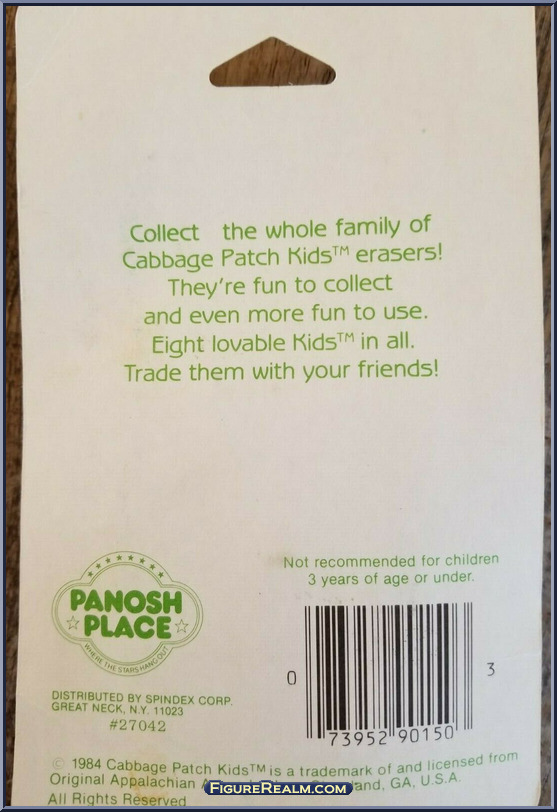 Collect the whole family of
Cabbage Patch Kids™ erasers!
They're fun to collect
and even more fun to use.
Eight lovable Kids™ in all.
Trade them with your friends!
Not recommended for children
3 years of age or under.
PANOSH
PLACE
WHERE THE STARS HANG OUT
DISTRIBUTED BY SPINDEX CORP.
GREAT NECK, N.Y. 11023
#27042
0 73952 90150 3
© 1984 Cabbage Patch Kids™ is a trademark of and licensed from
Original Appalachian GA, U.S.A.
All Rights Reserved
FIGUREREALM.COM